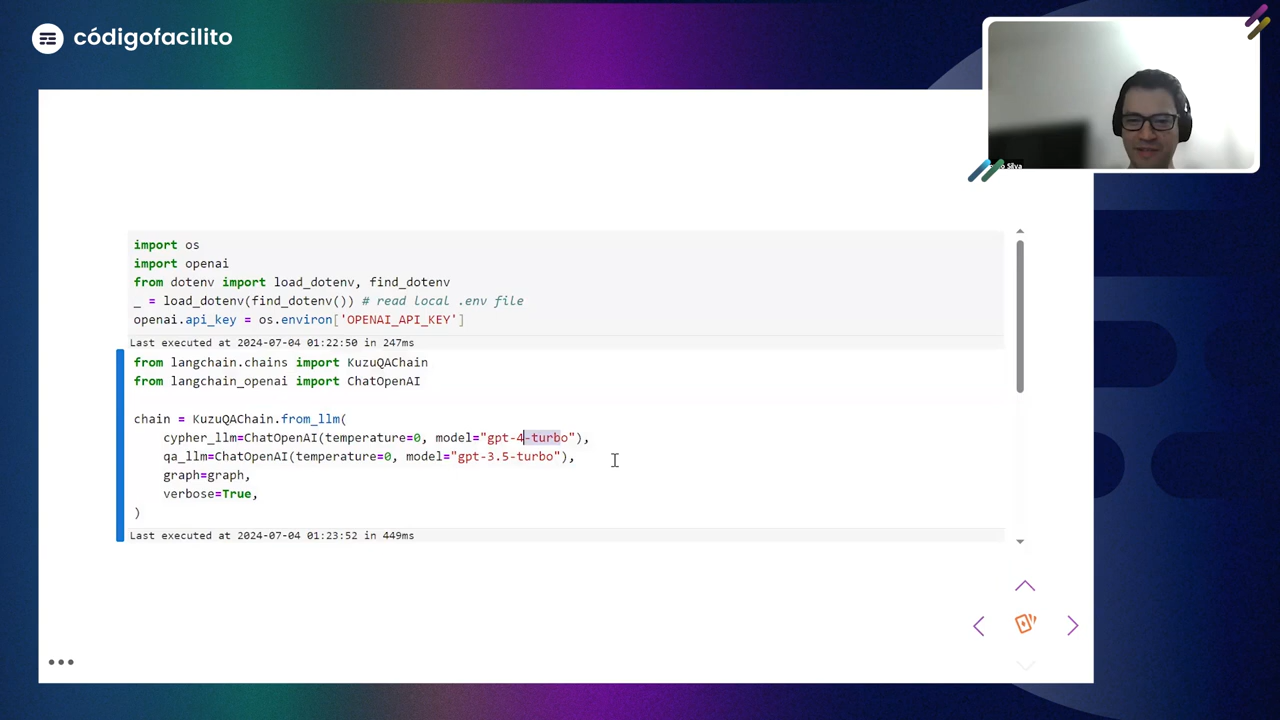 códigofacilito
Silva
import os
import openai
from dotenv import load_dotenv, find_dotenv
_ = load_dotenv(find_dotenv()) # read local .env file
openai.api_key = os.environ['OPENAI_API_KEY']
Last executed at 2024-07-04 01:22:50 in 247ms
from langchain.chains import KuzuQAChain
from langchain_openai import ChatOpenAI
chain = KuzuQAChain.from_llm(
cypher_llm=ChatOpenAI(temperature=0, model="gpt-4-turbo"),
qa_llm=ChatOpenAI(temperature=0, model="gpt-3.5-turbo"),
graph=graph,
verbose=True,
)
Last executed at 2024-07-04 01:23:52 in 449ms